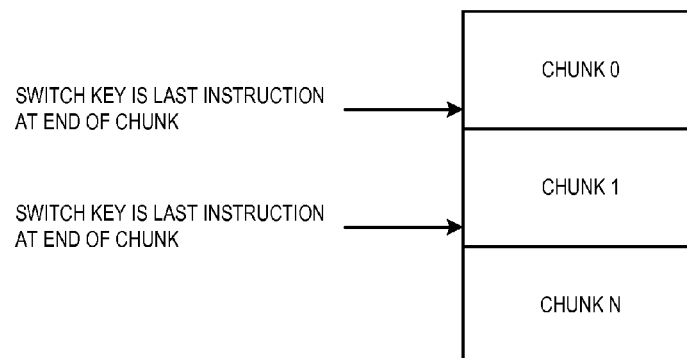 CHUNK 0
SWITCH KEY IS LAST INSTRUCTION
AT END OF CHUNK
CHUNK 1
SWITCH KEY IS LAST INSTRUCTION
AT END OF CHUNK
CHUNK N